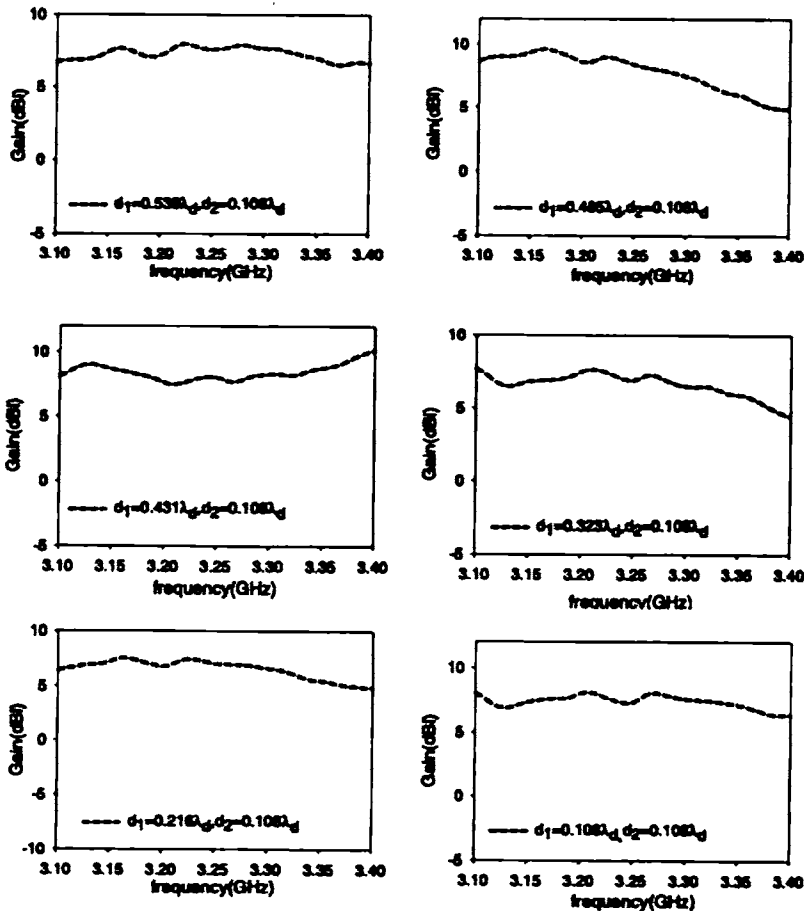 10
5
0
-5
Gain(dBi)
d1=0.538λd,d2=0.108λd
3.10 3.15 3.20 3.25 3.30 3.35 3.40
frequency(GHz)
10
5
0
-5
Gain(dBi)
d1=0.485λd,d2=0.108λd
3.10 3.15 3.20 3.25 3.30 3.35 3.40
frequency(GHz)
10
5
0
-5
Gain(dBi)
d1=0.431λd,d2=0.108λd
3.10 3.15 3.20 3.25 3.30 3.35 3.40
frequency(GHz)
10
5
0
-5
Gain(dBi)
d1=0.323λd,d2=0.108λd
3.10 3.15 3.20 3.25 3.30 3.35 3.40
frequency(GHz)
10
5
0
-5
-10
Gain(dBi)
d1=0.216λd,d2=0.108λd
3.10 3.15 3.20 3.25 3.30 3.35 3.40
frequency(GHz)
10
5
0
-5
Gain(dBi)
d1=0.108λd,d2=0.108λd
3.10 3.15 3.20 3.25 3.30 3.35 3.40
frequency(GHz)